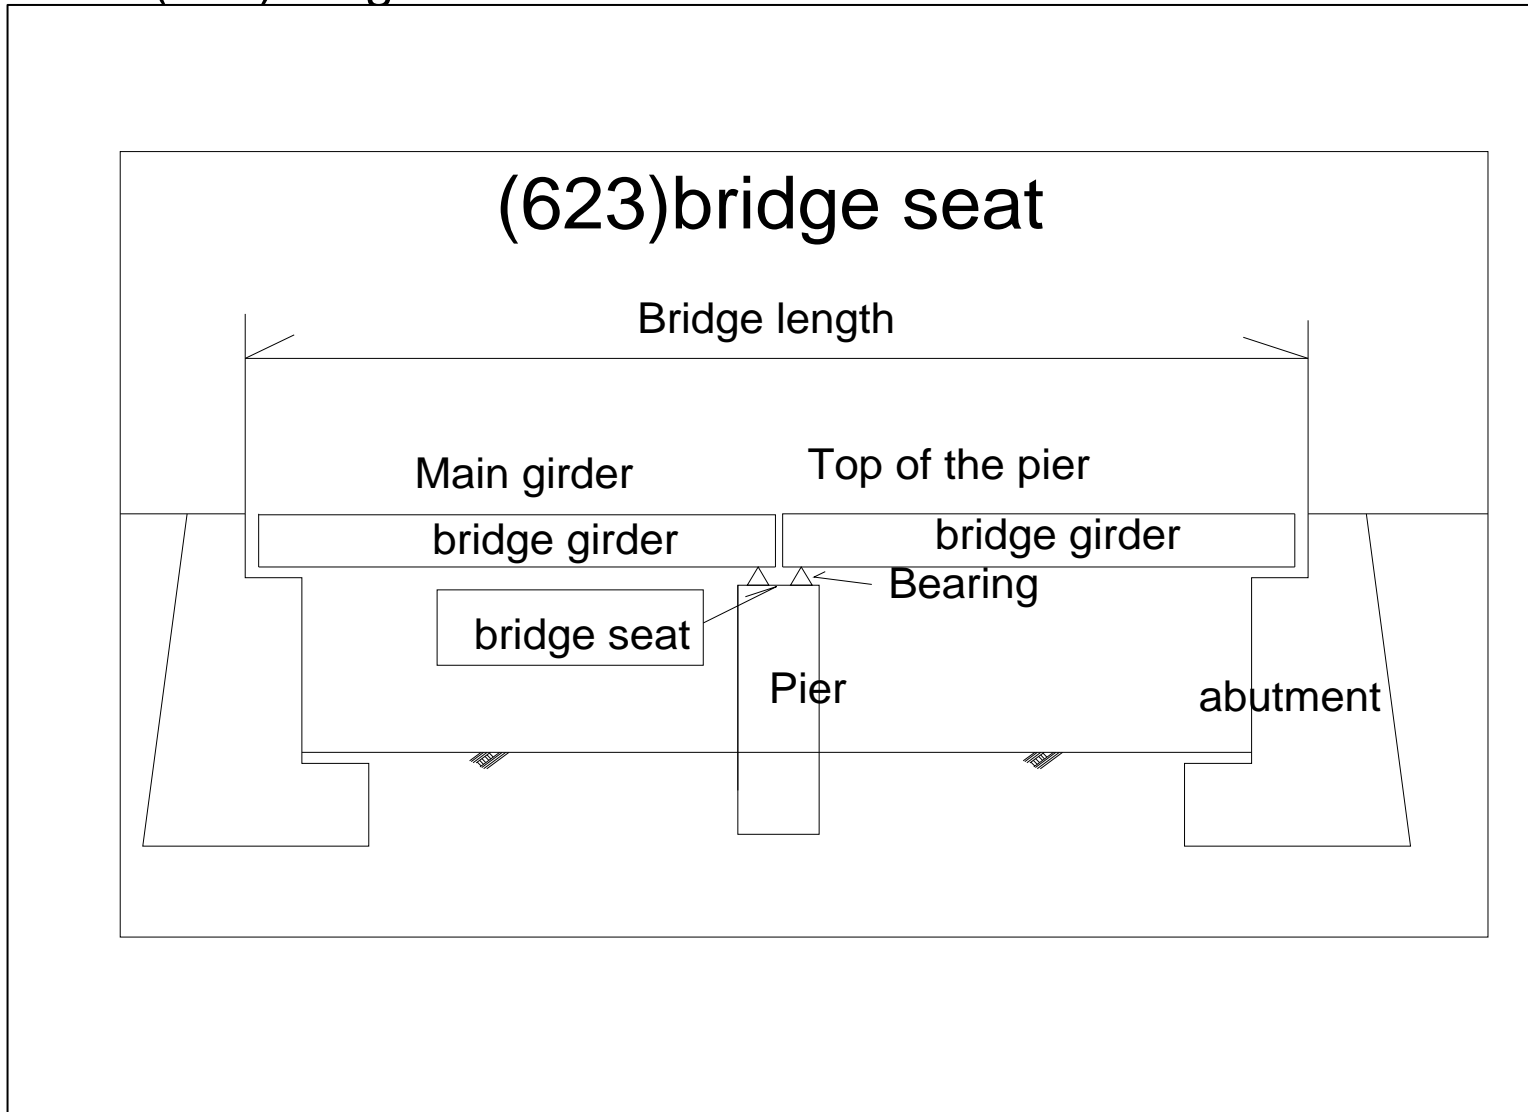 (623)bridge seat
Bridge length
Main girder
Top of the pier
bridge girder
bridge girder
Bearing
bridge seat
Pier
abutment